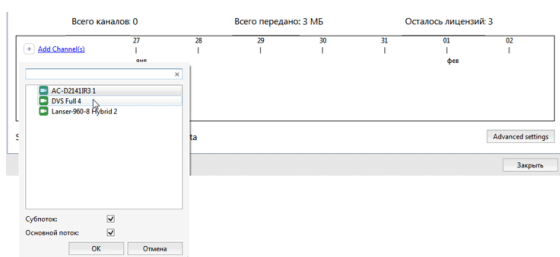 Всего каналов: 0 Всего передано: 3 МБ Осталось лицензий: 3
Add Channel(s) 27 28 29 30 31 01 02
янв фев
AC-D2141IR3 1
DVS Full 4
Lanser-960-8 Hybrid 2
ta Advanced settings
Закрыть
Субпоток:
Основной поток:
OK Отмена